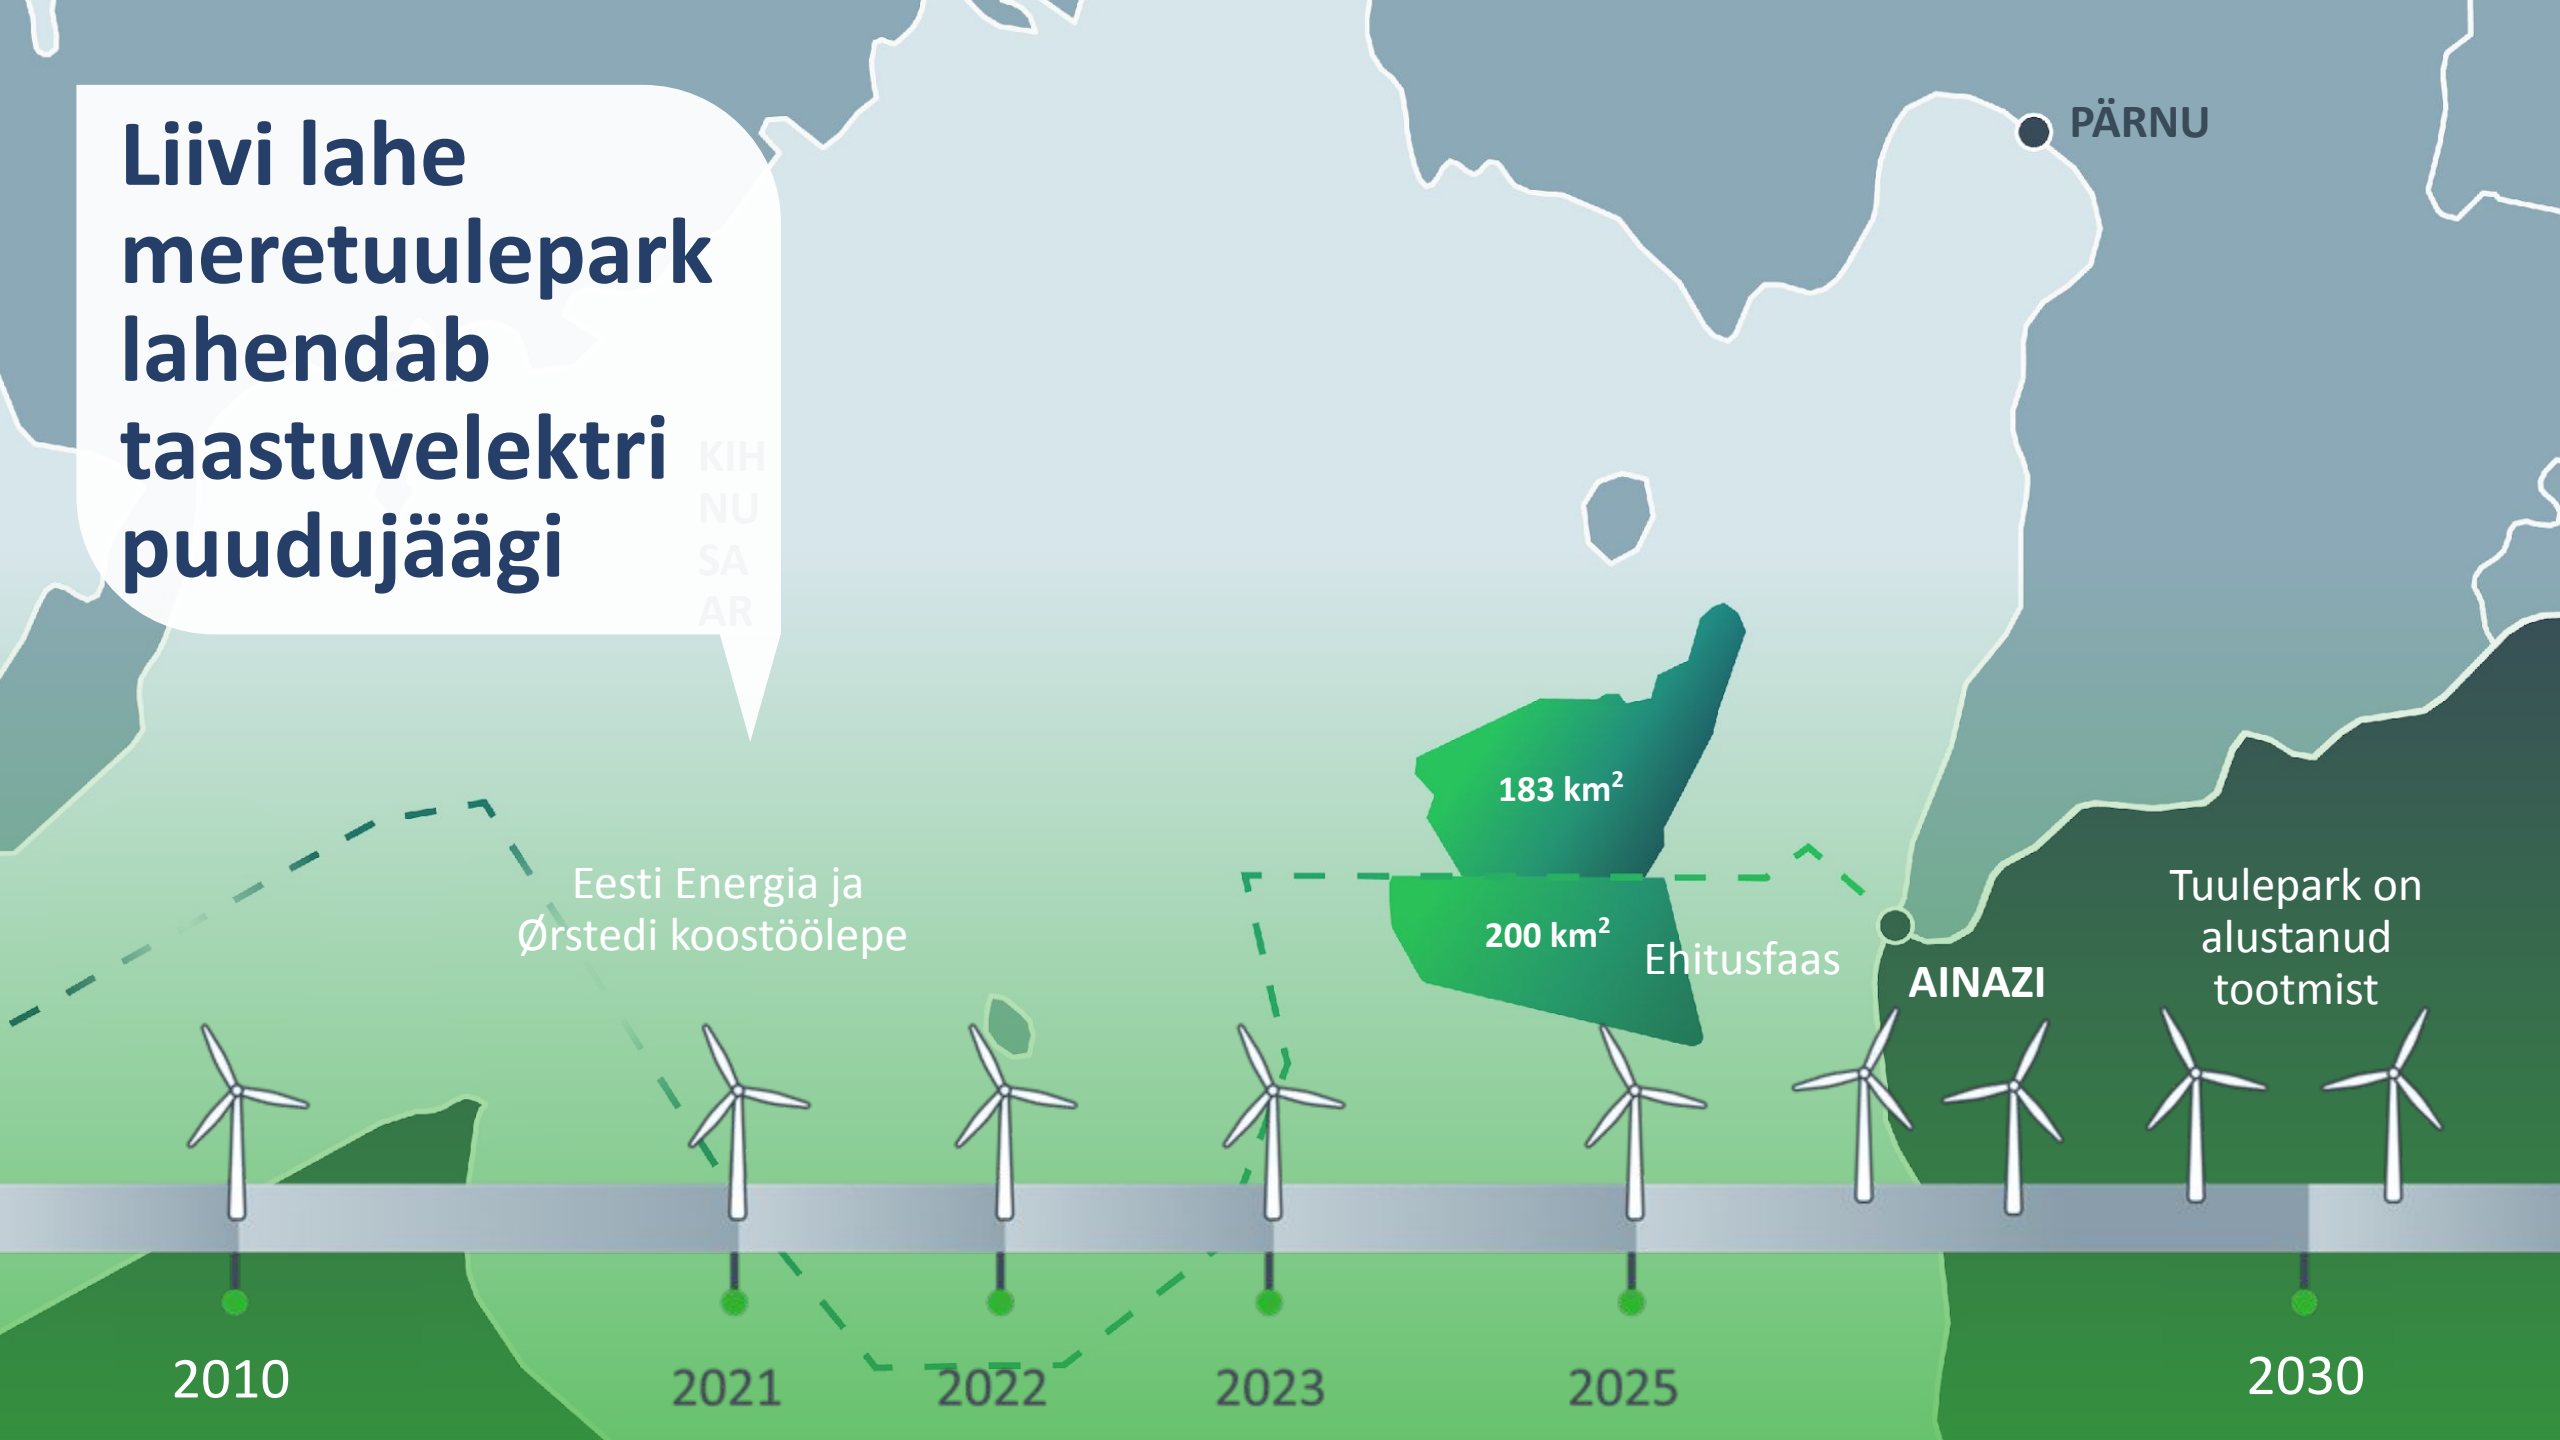 Liivi lahe
meretuulepark
lahendab
taastuvelektri
puudujäägi
KIH
NU
SA
AR
PÄRNU
183 km²
200 km²
Eesti Energia ja
Ørstedi koostöölepe
Ehitusfaas
AINAZI
Tuulepark on
alustanud
tootmist
2010
2021
2022
2023
2025
2030